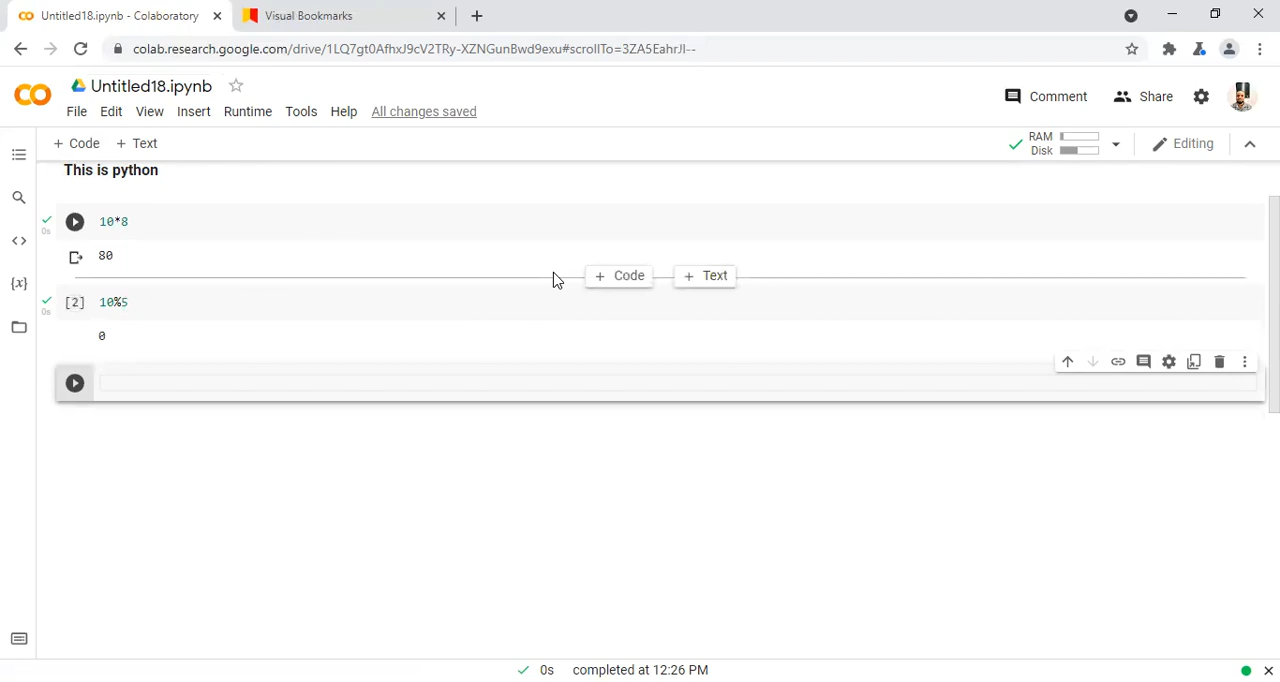 Untitled18.ipynb - Colaboratory
Visual Bookmarks
colab.research.google.com/drive/1LQ7gt0AfhxJ9cV2TRy-XZNGunBwd9exu#scrollTo=3ZA5EahrJl--
Untitled18.ipynb
Comment
Share
File Edit View Insert Runtime Tools Help All changes saved
+ Code + Text
RAM
Disk
Editing
This is python
10*8
0s
80
+ Code + Text
[2] 10%5
0s
0
{x}
0s completed at 12:26 PM